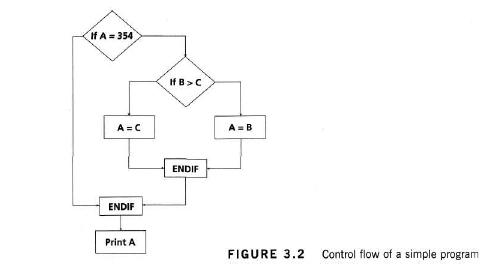 If A = 354
If B > C
A = C
A = B
ENDIF
ENDIF
Print A
FIGURE 3.2 Control flow of a simple program